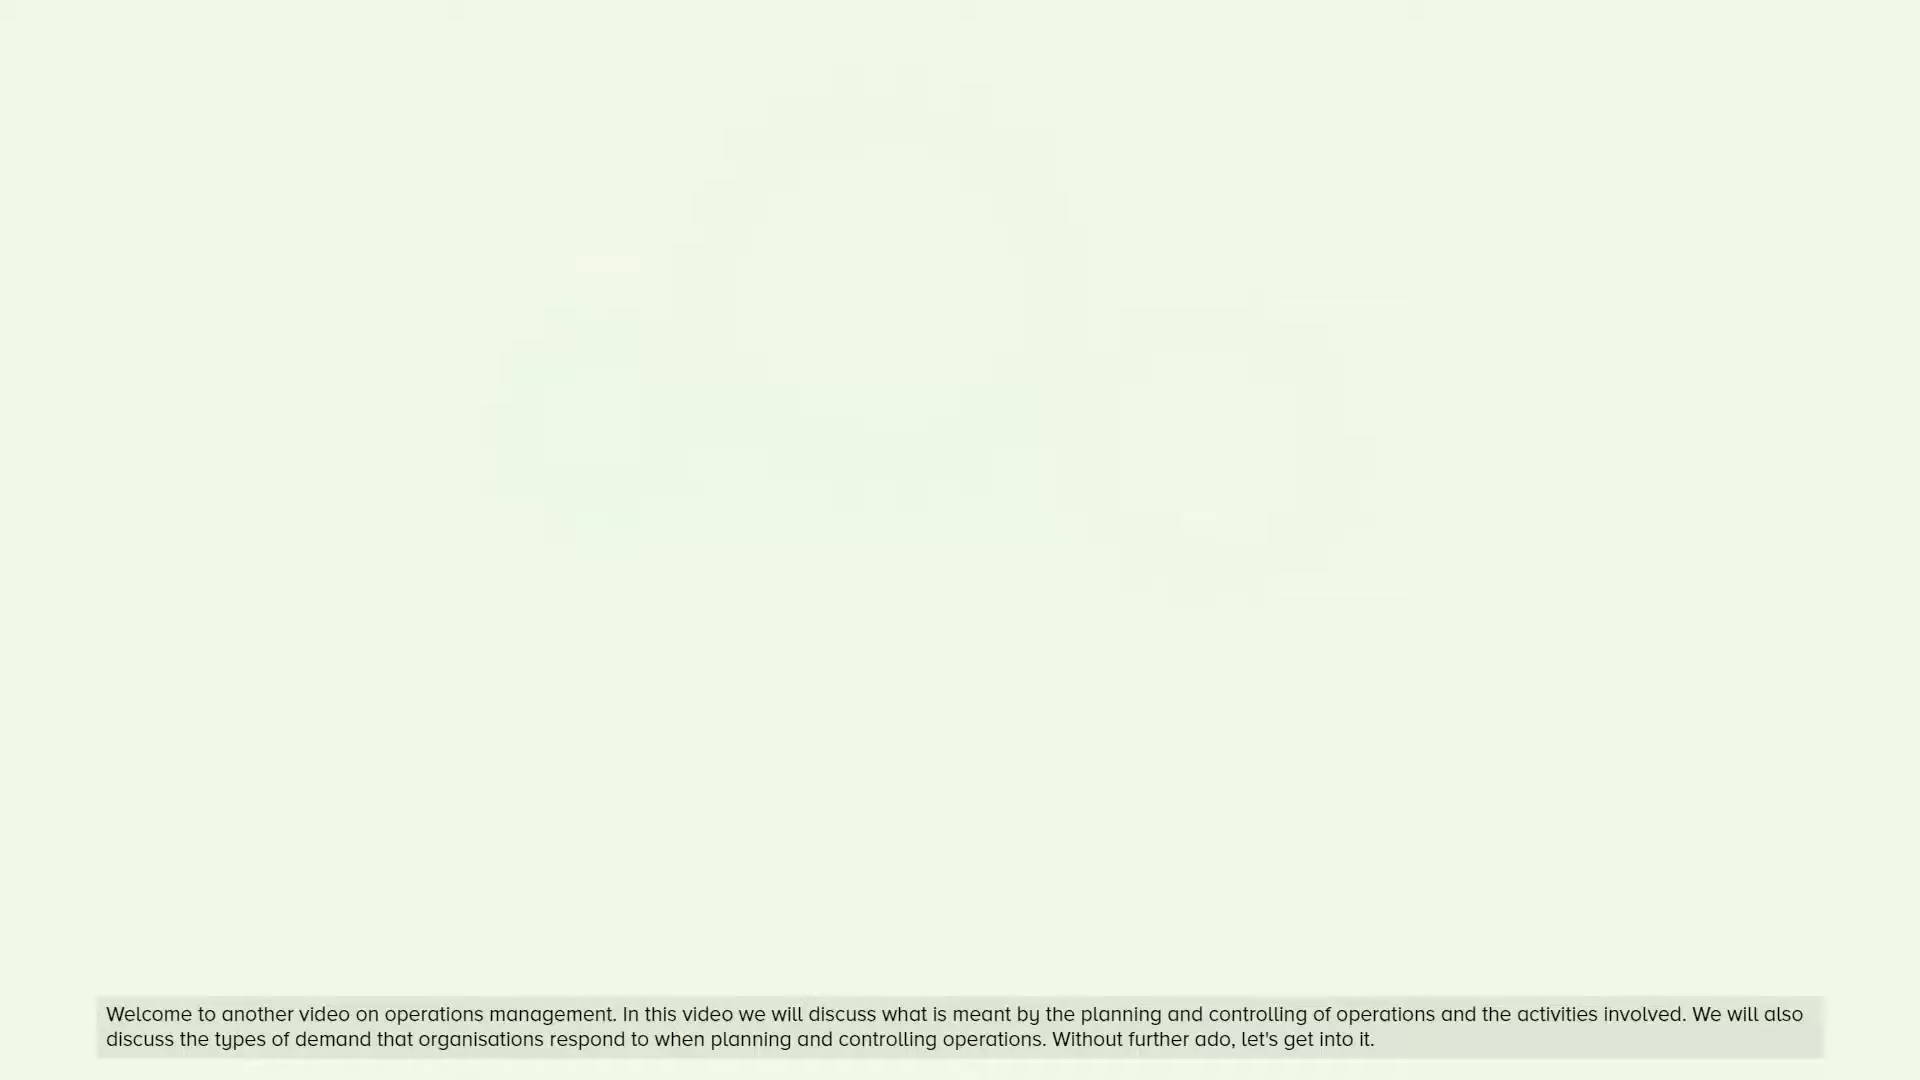 Welcome to another video on operations management. In this video we will discuss what is meant by the planning and controlling of operations and the activities involved. We will also
discuss the types of demand that organisations respond to when planning and controlling operations. Without further ado, let's get into it.